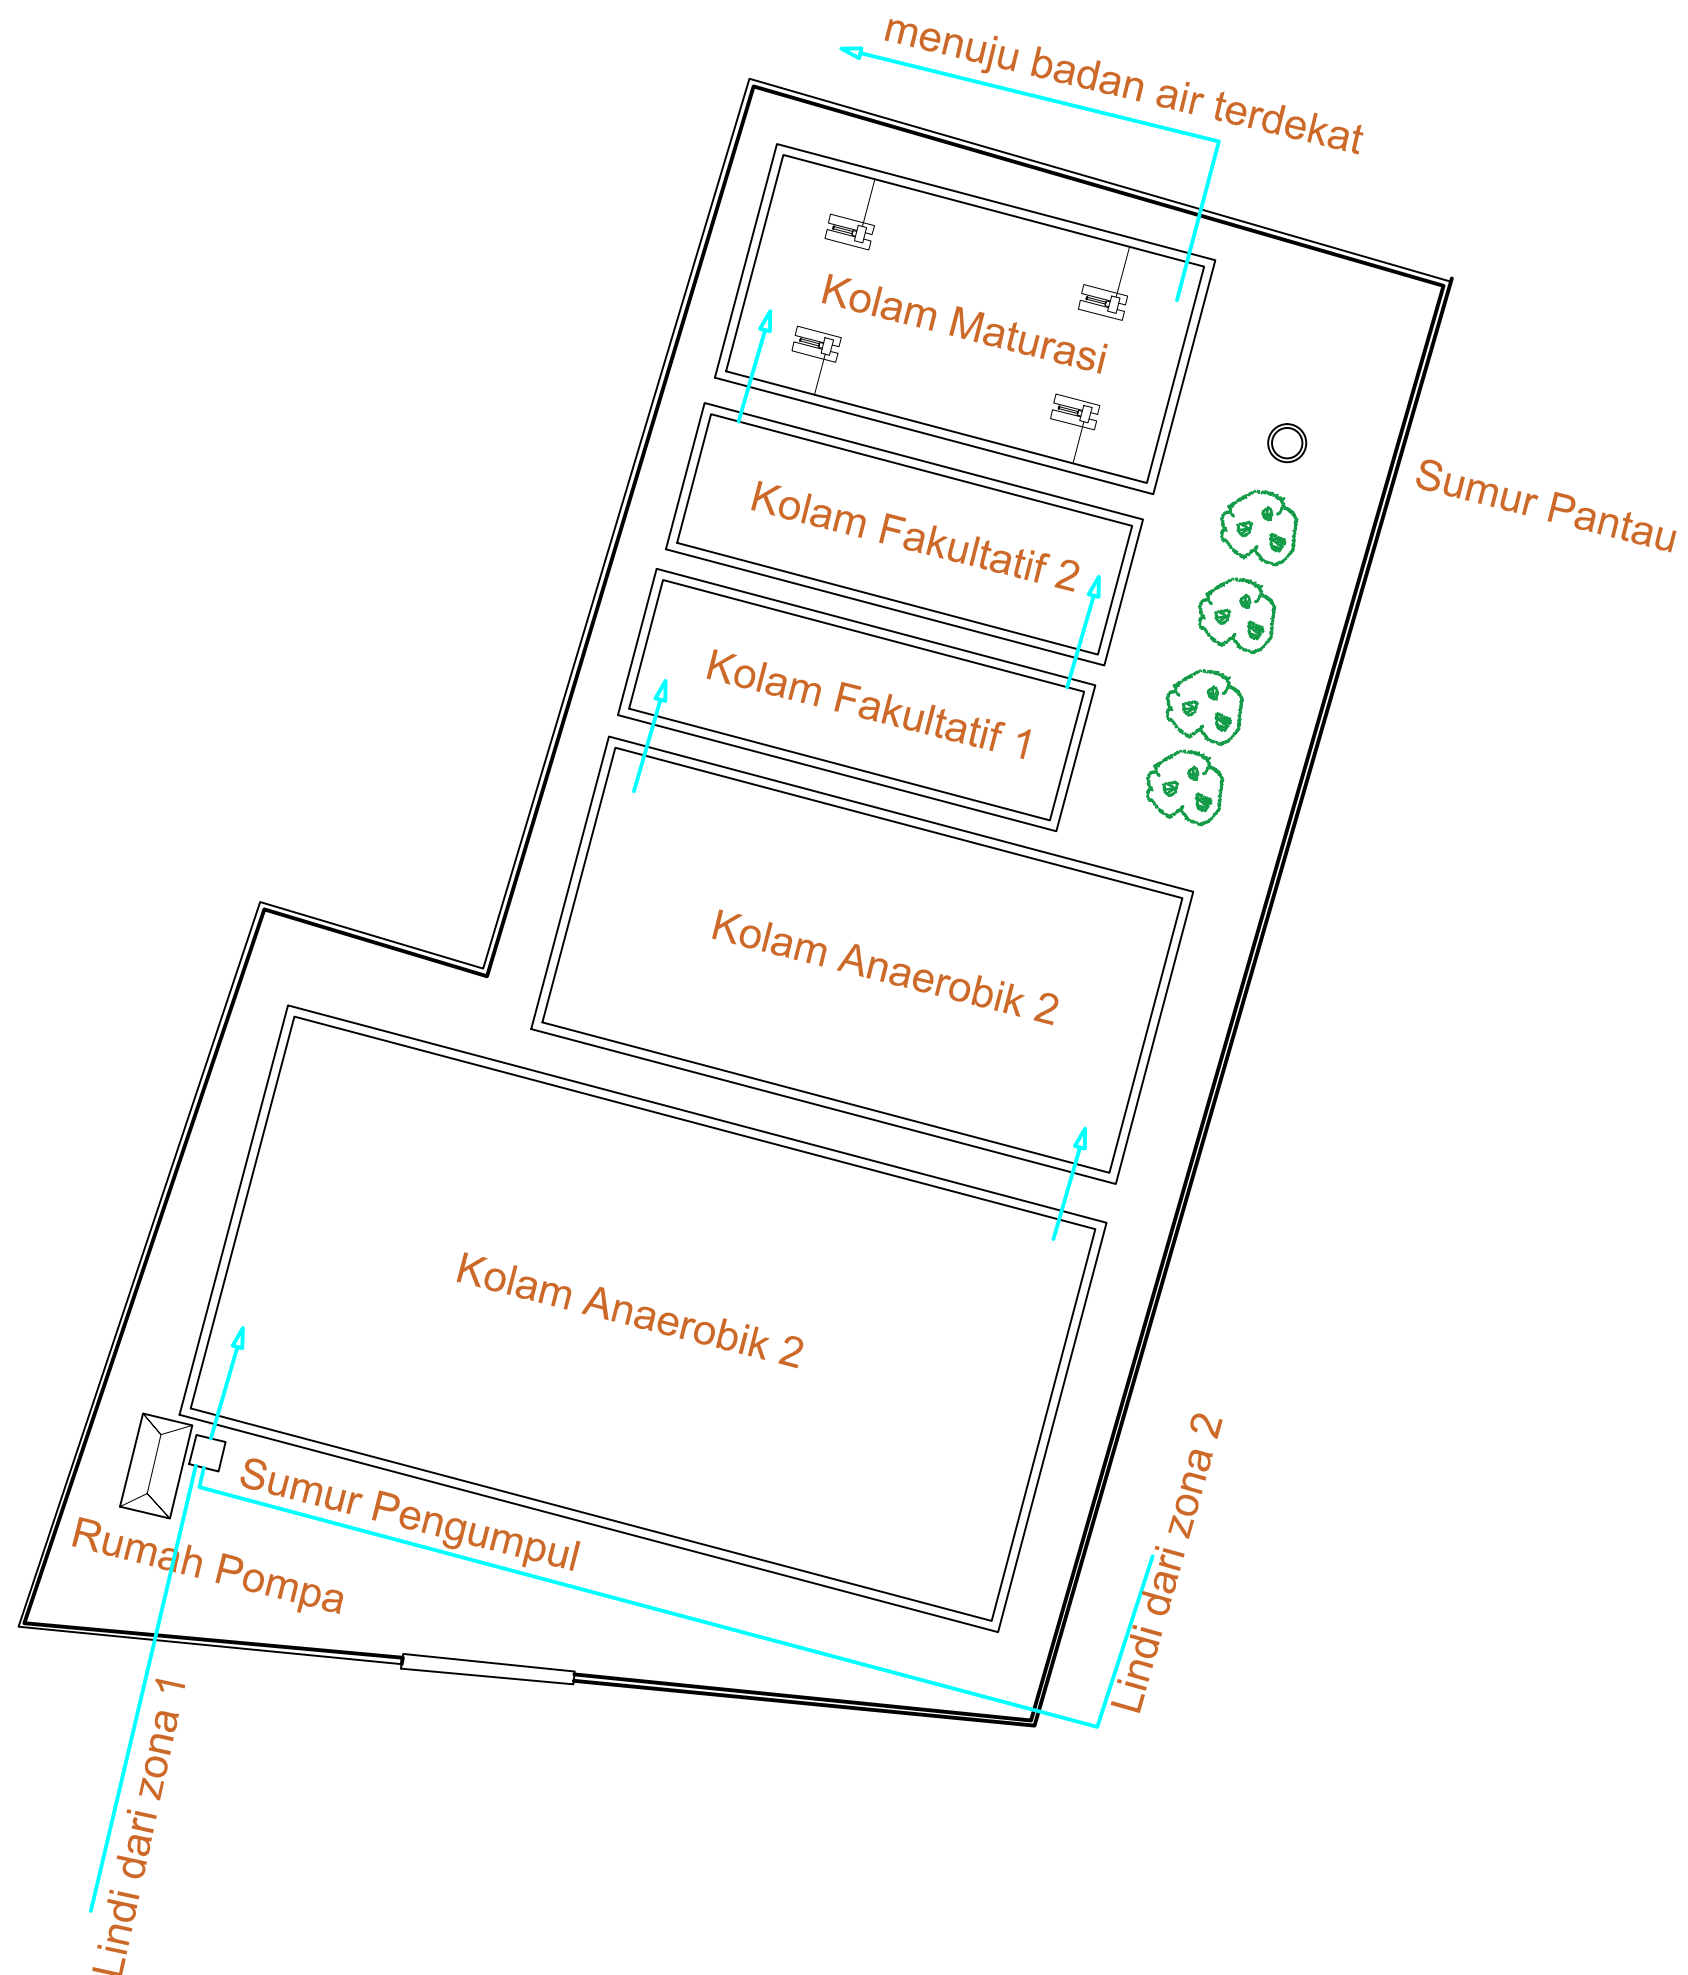 menuju badan air terdekat
Kolam Maturasi
Sumur Pantau
Kolam Fakultatif 2
Kolam Fakultatif 1
Kolam Anaerobik 2
Kolam Anaerobik 2
Sumur Pengumpul
Rumah Pompa
Lindi dari zona 2
Lindi dari zona 1